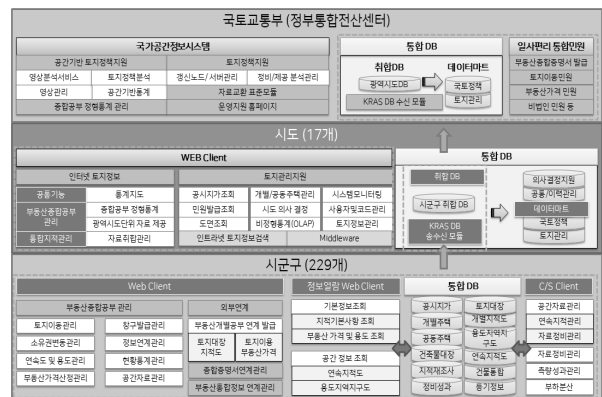 국토교통부 (정부통합전산센터)
국가공간정보시스템
공간기반 토지정책지원
토지정책지원
영상분석서비스
토지정책분석
갱신노드/ 서버관리
정비/제공 분석관리
영상관리
공간기반통계
자료교환 표준모듈
종합공부 정형통계 관리
운영지원 홈페이지
통합 DB
취합DB
데이터마트
광역시도DB
KRAS DB 수신 모듈
국토정책
토지관리
일사편리 통합민원
부동산종합증명서 발급
토지이용민원
부동산가격 민원
비법인 민원 등
시도 (17개)
WEB Client
인터넷 토지정보
토지관리지원
공통기능
통계지도
부동산종합공부 관리
종합공부 정형통계
광역시도단위 자료 제공
통합지적관리
자료취합관리
공시지가조회
개별/공동주택관리
시스템모니터링
민원발급조회
시도 의사 결정
사용자및코드관리
도면조회
비정형통계(OLAP)
토지정보관리
인트라넷 토지정보검색
Middleware
통합 DB
취합 DB
시군구 취합 DB
KRAS DB
송수신 모듈
의사결정지원
공통/이력관리
데이터마트
국토정책
토지관리
시군구 (229개)
Web Client
부동산종합공부 관리
토지이동관리
창구발급관리
소유권변동관리
정보연계관리
연속도 및 용도관리
현황통계관리
부동산가격산정관리
공간자료관리
외부연계
부동산개별공부 연계 발급
토지대장 지적도
토지이용 부동산가격
종합증명서연계관리
부동산통합정보 연계관리
정보열람 Web Client
기본정보조회
지적기본사항 조회
부동산 가격 및 용도 조회
공간 정보 조회
연속지적도
용도지역지구도
통합 DB
공시지가
토지대장
개별주택
개별지적도
공동주택
용도지역지구도
건축물대장
연속지적도
지적재조사
건물통합
정비성과
등기정보
C/S Client
공간자료관리
연속지적관리
자료정비관리
자료정비관리
측량성과관리
부하분산